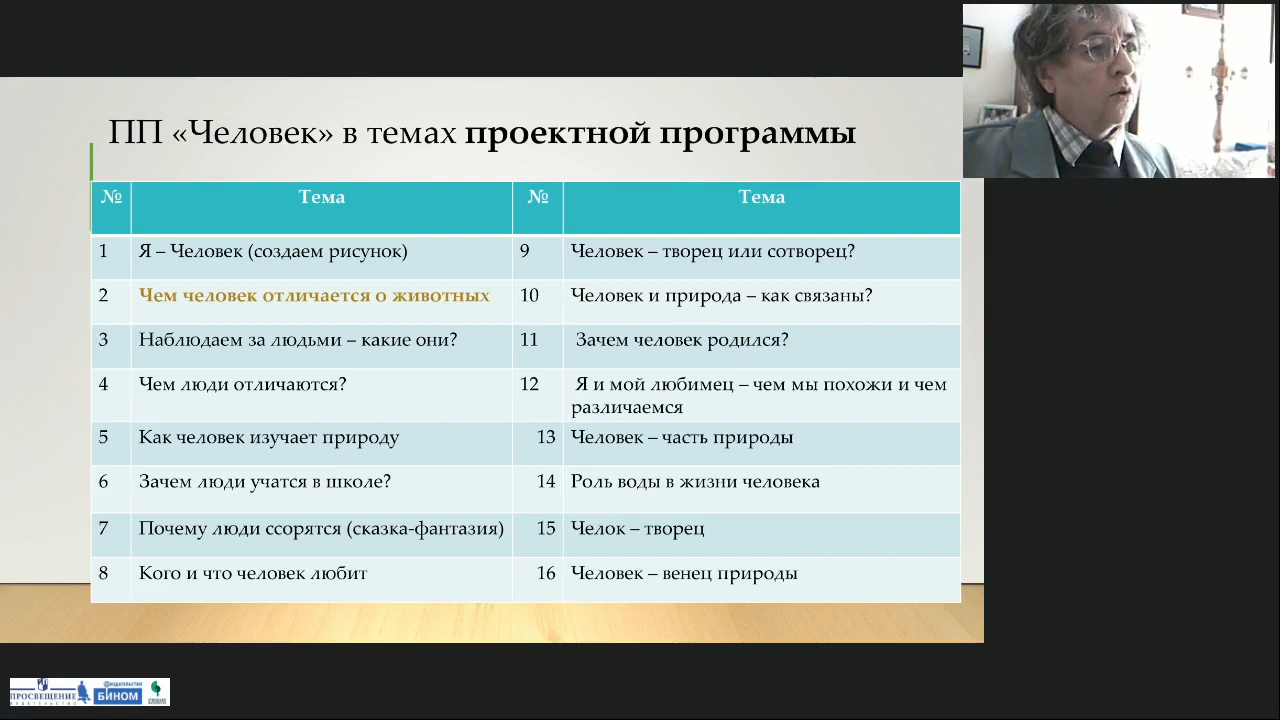 ПП «Человек» в темах проектной программы
№ Тема № Тема
1 Я – Человек (создаем рисунок) 9 Человек – творец или сотворец?
2 Чем человек отличается о животных 10 Человек и природа – как связаны?
3 Наблюдаем за людьми – какие они? 11 Зачем человек родился?
4 Чем люди отличаются? 12 Я и мой любимец – чем мы похожи и чем
различаемся
5 Как человек изучает природу 13 Человек – часть природы
6 Зачем люди учатся в школе? 14 Роль воды в жизни человека
7 Почему люди ссорятся (сказка-фантазия) 15 Челок – творец
8 Кого и что человек любит 16 Человек – венец природы
ПРОСВЕЩЕНИЕ
ИЗДАТЕЛЬСТВО
ИЗДАТЕЛЬСТВО
БИНОМ